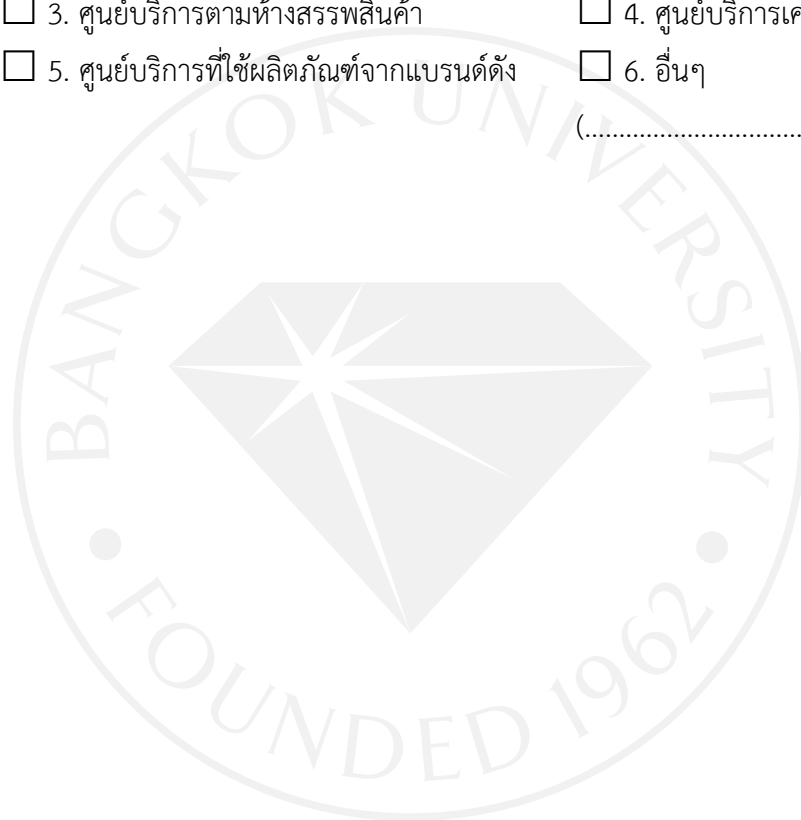 ☐ 3. ศูนย์บริการตามห้างสรรพสินค้า ☐ 4. ศูนย์บริการ
☐ 5. ศูนย์บริการที่ใช้ผลิตภัณฑ์จากแบรนด์ดัง ☐ 6. อื่นๆ
(................................
BANGKOK UNIVERSITY
• FOUNDED 1962 •